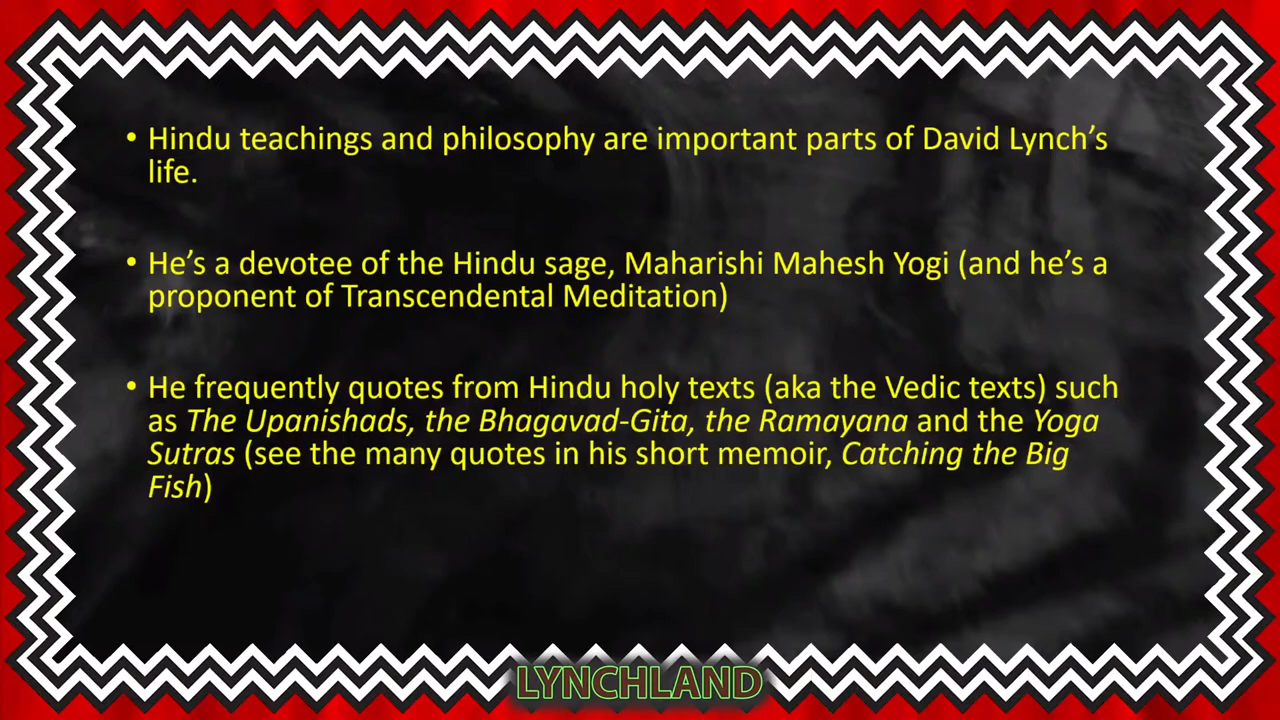 • Hindu teachings and philosophy are important parts of David Lynch’s
life.
• He’s a devotee of the Hindu sage, Maharishi Mahesh Yogi (and he’s a
proponent of Transcendental Meditation)
• He frequently quotes from Hindu holy texts (aka the Vedic texts) such
as The Upanishads, the Bhagavad-Gita, the Ramayana and the Yoga
Sutras (see the many quotes in his short memoir, Catching the Big
Fish)
LYNCHLAND